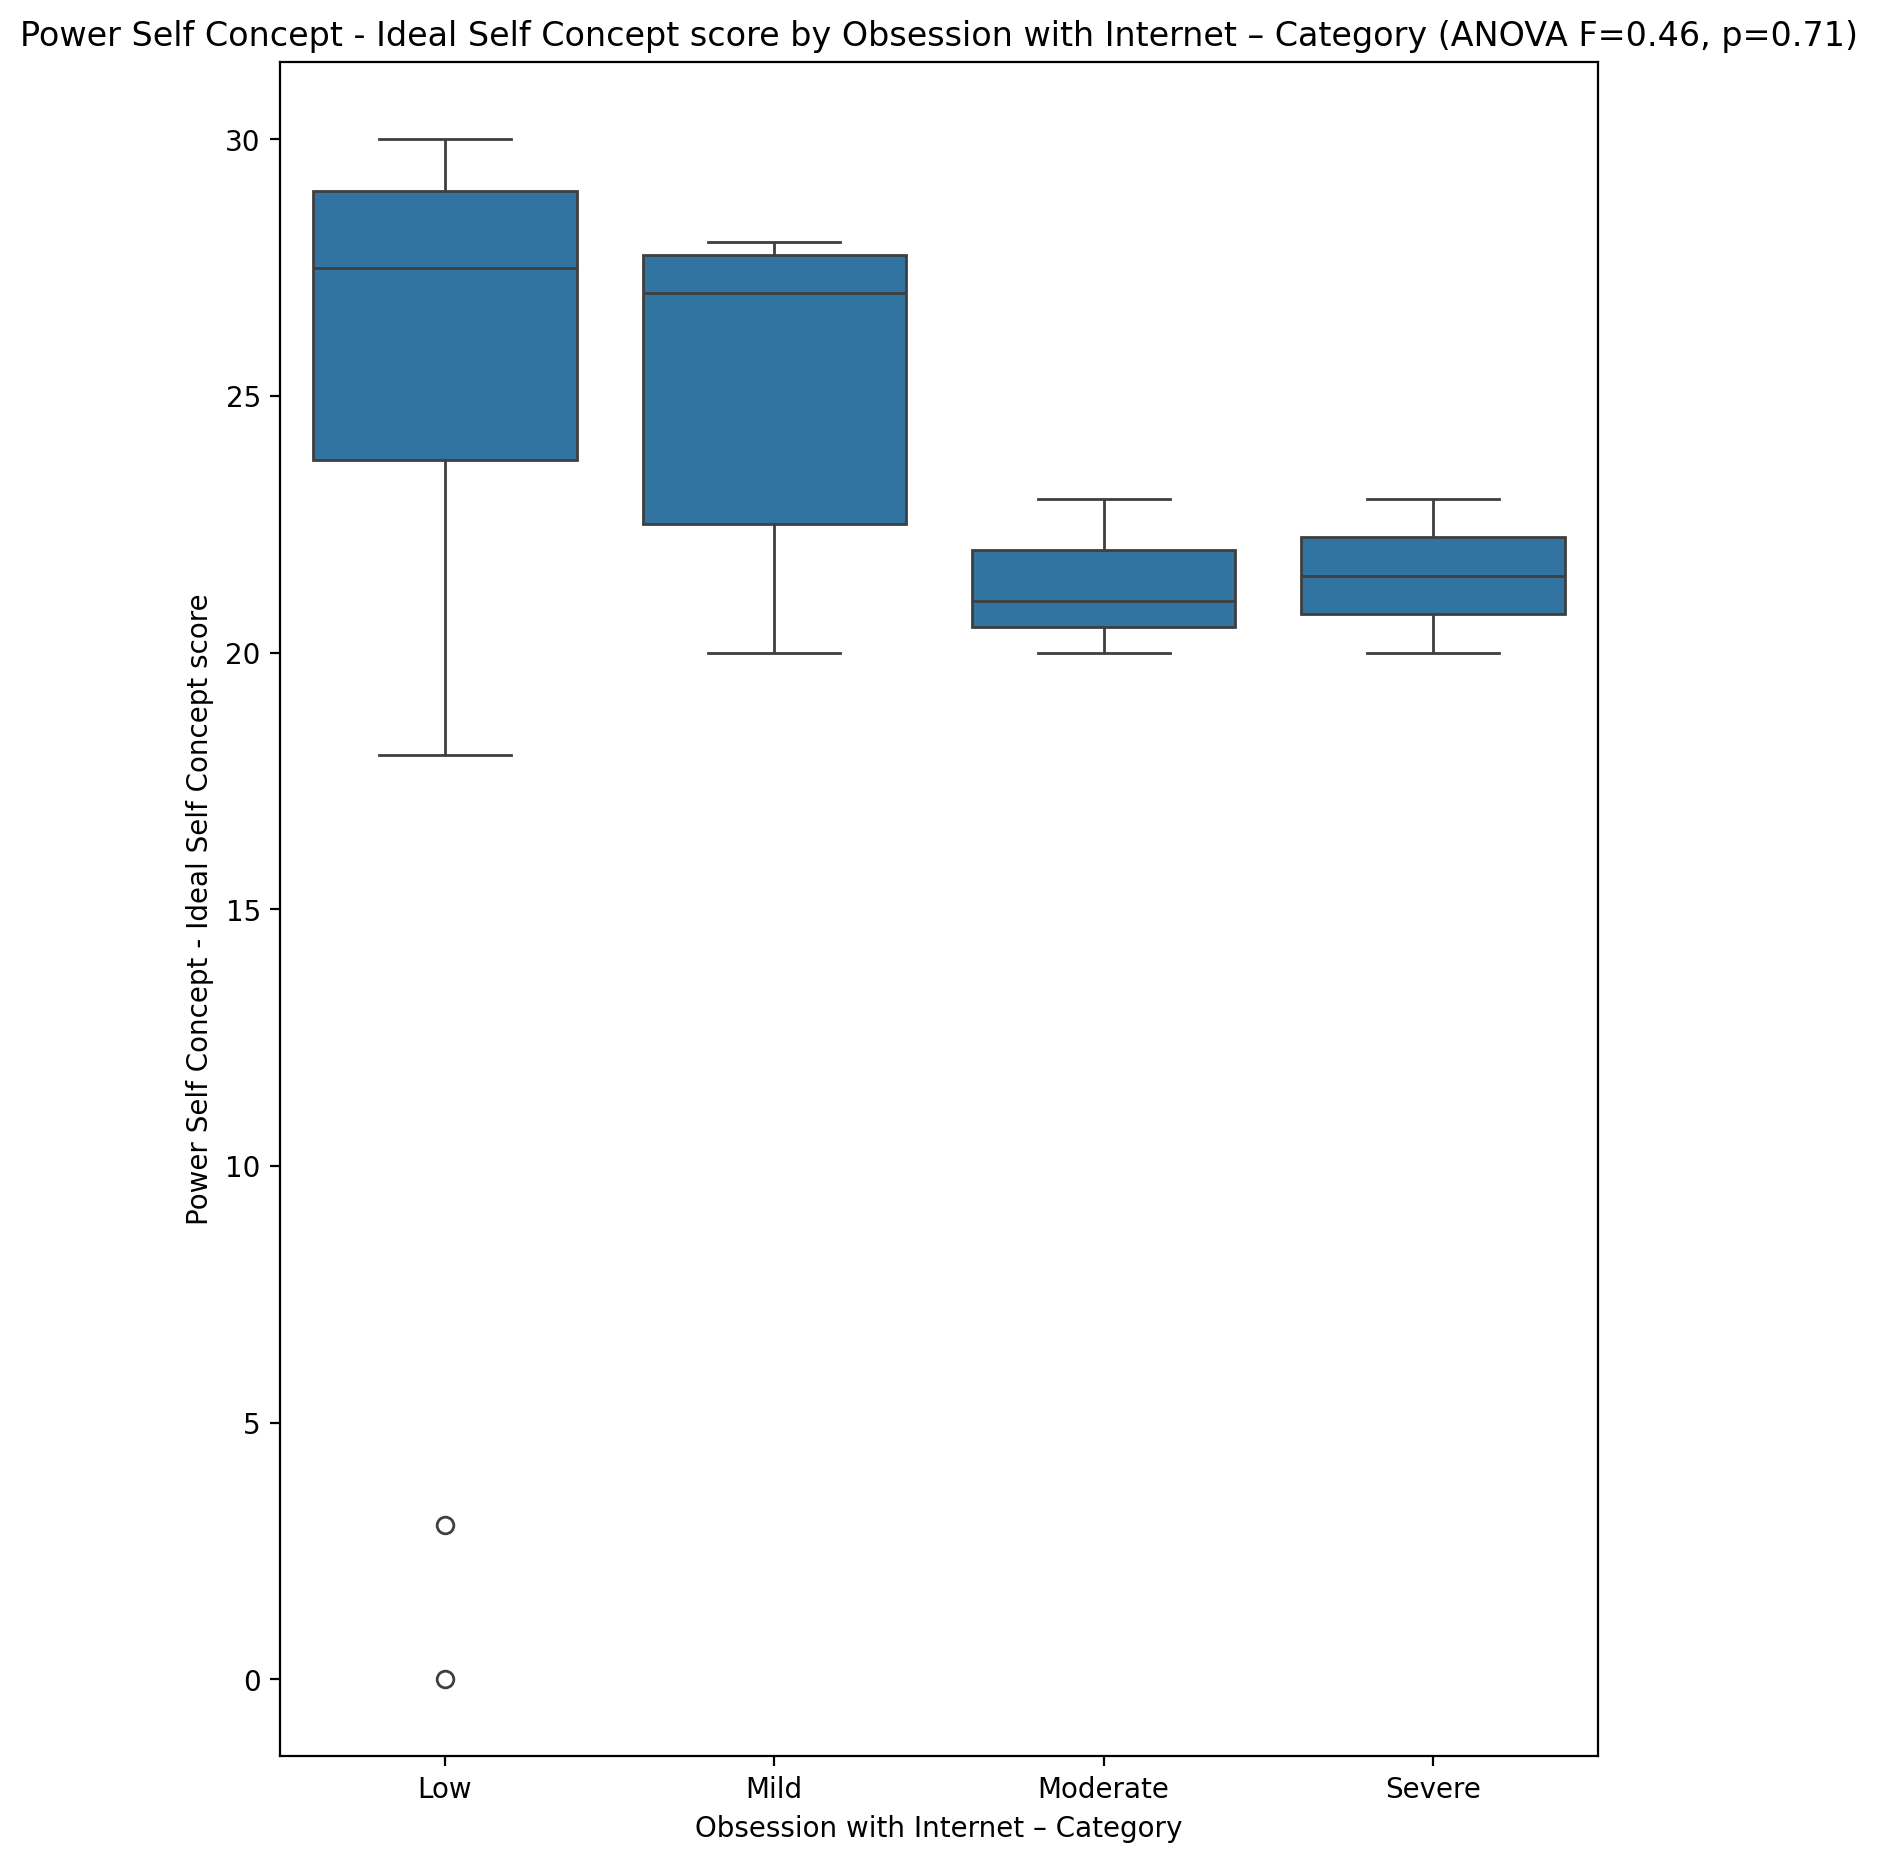 Power Self Concept - Ideal Self Concept score by Obsession with Internet – Category (ANOVA F=0.46, p=0.71)
Power Self Concept - Ideal Self Concept score
30
25
20
15
10
5
0
Low Mild Moderate Severe
Obsession with Internet – Category